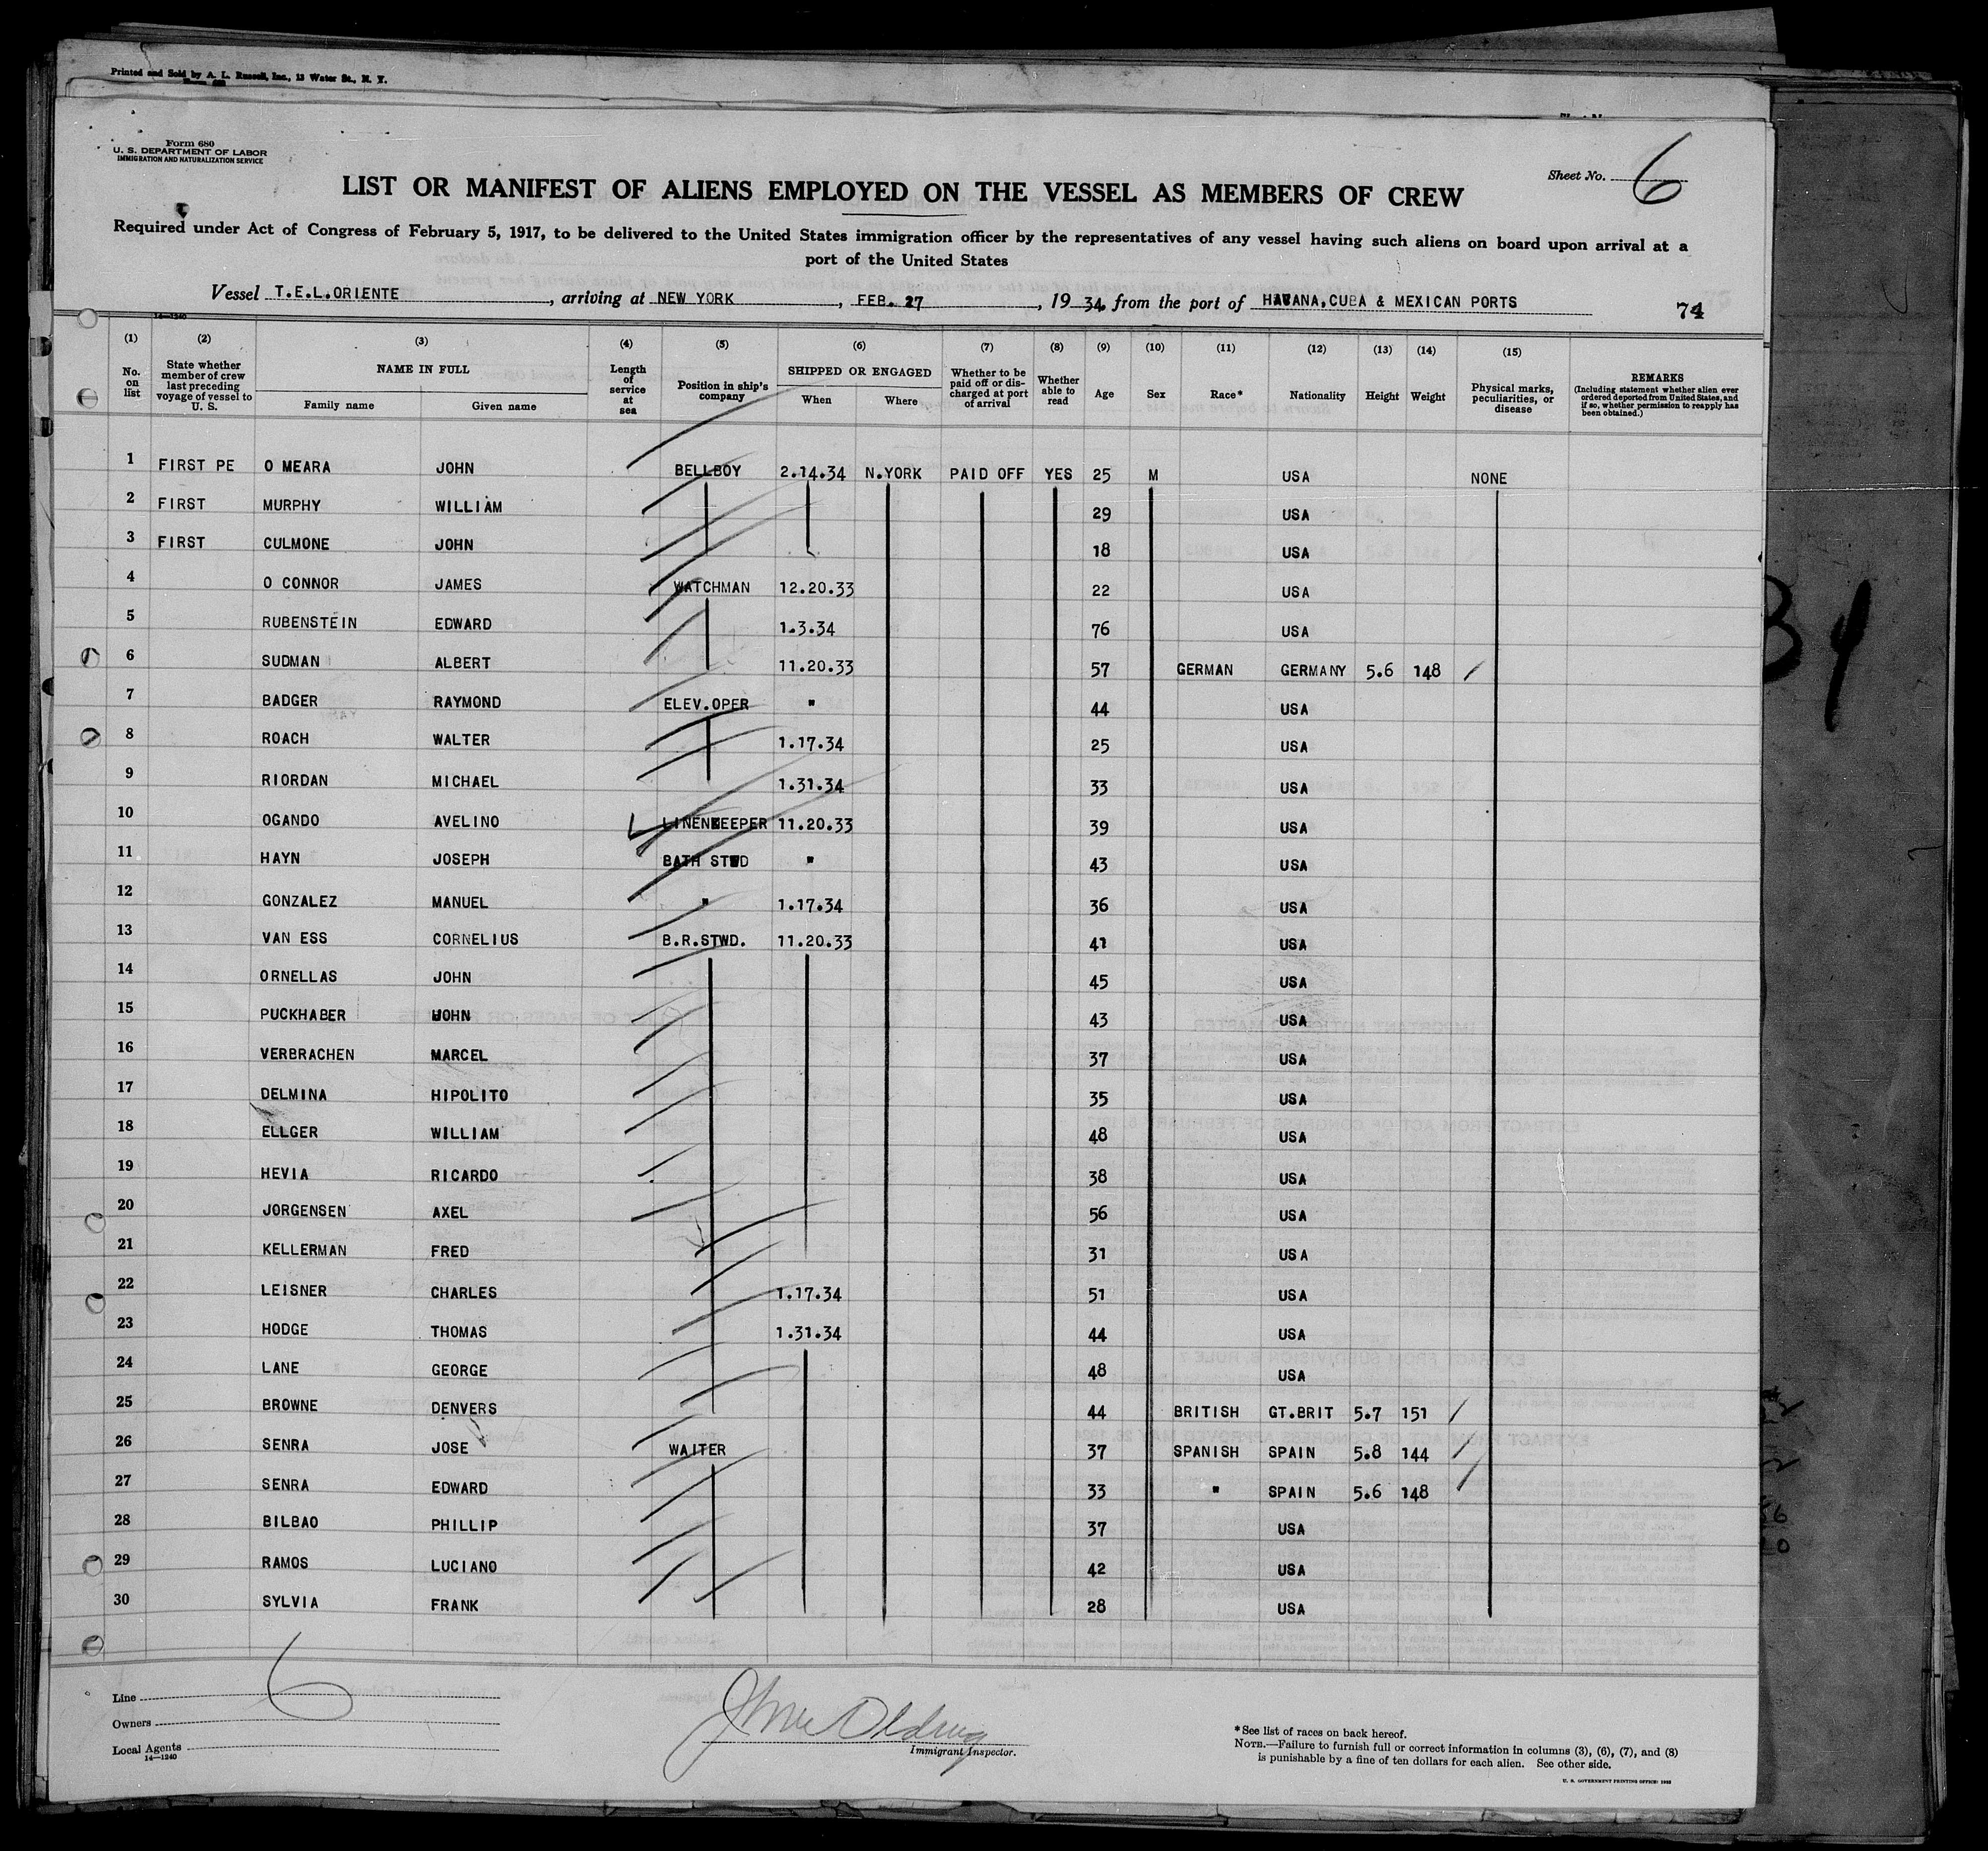 Printed and Sold by A. L. Russell, Inc., 13 Water St., N. Y.
Form 680
U. S. DEPARTMENT OF LABOR
IMMIGRATION AND NATURALIZATION SERVICE
Sheet No. 6
LIST OR MANIFEST OF ALIENS EMPLOYED ON THE VESSEL AS MEMBERS OF CREW
Required under Act of Congress of February 5, 1917, to be delivered to the United States immigration officer by the representatives of any vessel having such aliens on board upon arrival at a
port of the United States
Vessel T.E.L.ORIENTE, arriving at NEW YORK, FEB. 27, 1934, from the port of HAVANA,CUBA & MEXICAN PORTS 74
14—1240
(1) (2) (3) (4) (5) (6) (7) (8) (9) (10) (11) (12) (13) (14) (15)
No. on list
State whether member of crew last preceding voyage of vessel to U. S.
NAME IN FULL
Family name
Given name
Length of service at sea
Position in ship's company
SHIPPED OR ENGAGED
When
Where
Whether to be paid off or discharged at port of arrival
Whether able to read
Age
Sex
Race*
Nationality
Height
Weight
Physical marks, peculiarities, or disease
REMARKS
(Including statement whether alien ever ordered deported from United States, and if so, whether permission to reapply has been obtained.)
1 FIRST PE O MEARA JOHN BELLBOY 2.14.34 N.YORK PAID OFF YES 25 M USA NONE
2 FIRST MURPHY WILLIAM 29 USA
3 FIRST CULMONE JOHN 18 USA
4 O CONNOR JAMES WATCHMAN 12.20.33 22 USA
5 RUBENSTEIN EDWARD 1.3.34 76 USA
6 SUDMAN ALBERT 11.20.33 57 GERMAN GERMANY 5.6 148
7 BADGER RAYMOND ELEV.OPER " 44 USA
8 ROACH WALTER 1.17.34 25 USA
9 RIORDAN MICHAEL 1.31.34 33 USA
10 OGANDO AVELINO LINENKEEPER 11.20.33 39 USA
11 HAYN JOSEPH BATH STWD " 43 USA
12 GONZALEZ MANUEL " 1.17.34 36 USA
13 VAN ESS CORNELIUS B.R.STWD. 11.20.33 41 USA
14 ORNELLAS JOHN 45 USA
15 PUCKHABER JOHN 43 USA
16 VERBRACHEN MARCEL 37 USA
17 DELMINA HIPOLITO 35 USA
18 ELLGER WILLIAM 48 USA
19 HEVIA RICARDO 38 USA
20 JORGENSEN AXEL 56 USA
21 KELLERMAN FRED 31 USA
22 LEISNER CHARLES 1.17.34 51 USA
23 HODGE THOMAS 1.31.34 44 USA
24 LANE GEORGE 48 USA
25 BROWNE DENVERS 44 BRITISH GT.BRIT 5.7 151
26 SENRA JOSE WAITER 37 SPANISH SPAIN 5.8 144
27 SENRA EDWARD 33 " SPAIN 5.6 148
28 BILBAO PHILLIP 37 USA
29 RAMOS LUCIANO 42 USA
30 SYLVIA FRANK 28 USA
34
6
Line
Owners
Local Agents
14—1240
Immigrant Inspector.
*See list of races on back hereof.
NOTE.—Failure to furnish full or correct information in columns (3), (6), (7), and (8)
is punishable by a fine of ten dollars for each alien. See other side.
U. S. GOVERNMENT PRINTING OFFICE: 1933